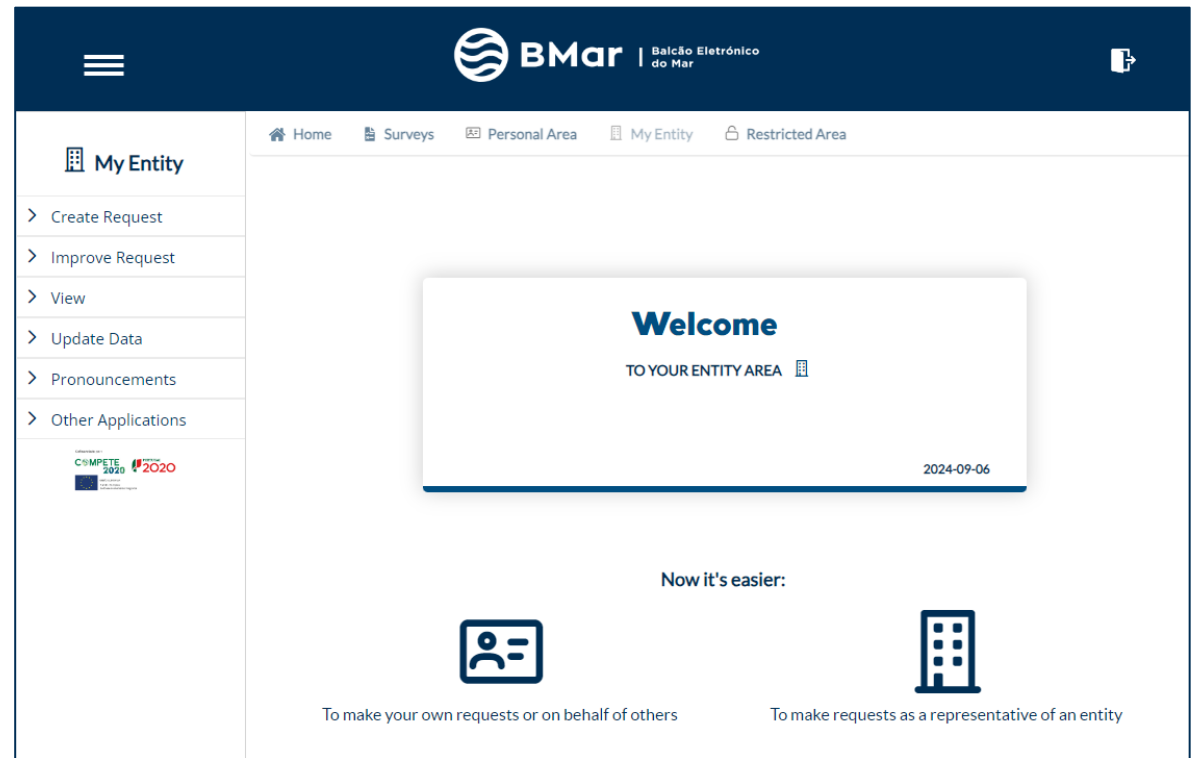 BMar | Balcão Eletrónico
do Mar
Home Surveys Personal Area My Entity Restricted Area
My Entity
Create Request
Improve Request
View
Update Data
Pronouncements
Other Applications
COMPETE
2020
2020
Welcome
TO YOUR ENTITY AREA
2024-09-06
Now it's easier:
To make your own requests or on behalf of others
To make requests as a representative of an entity